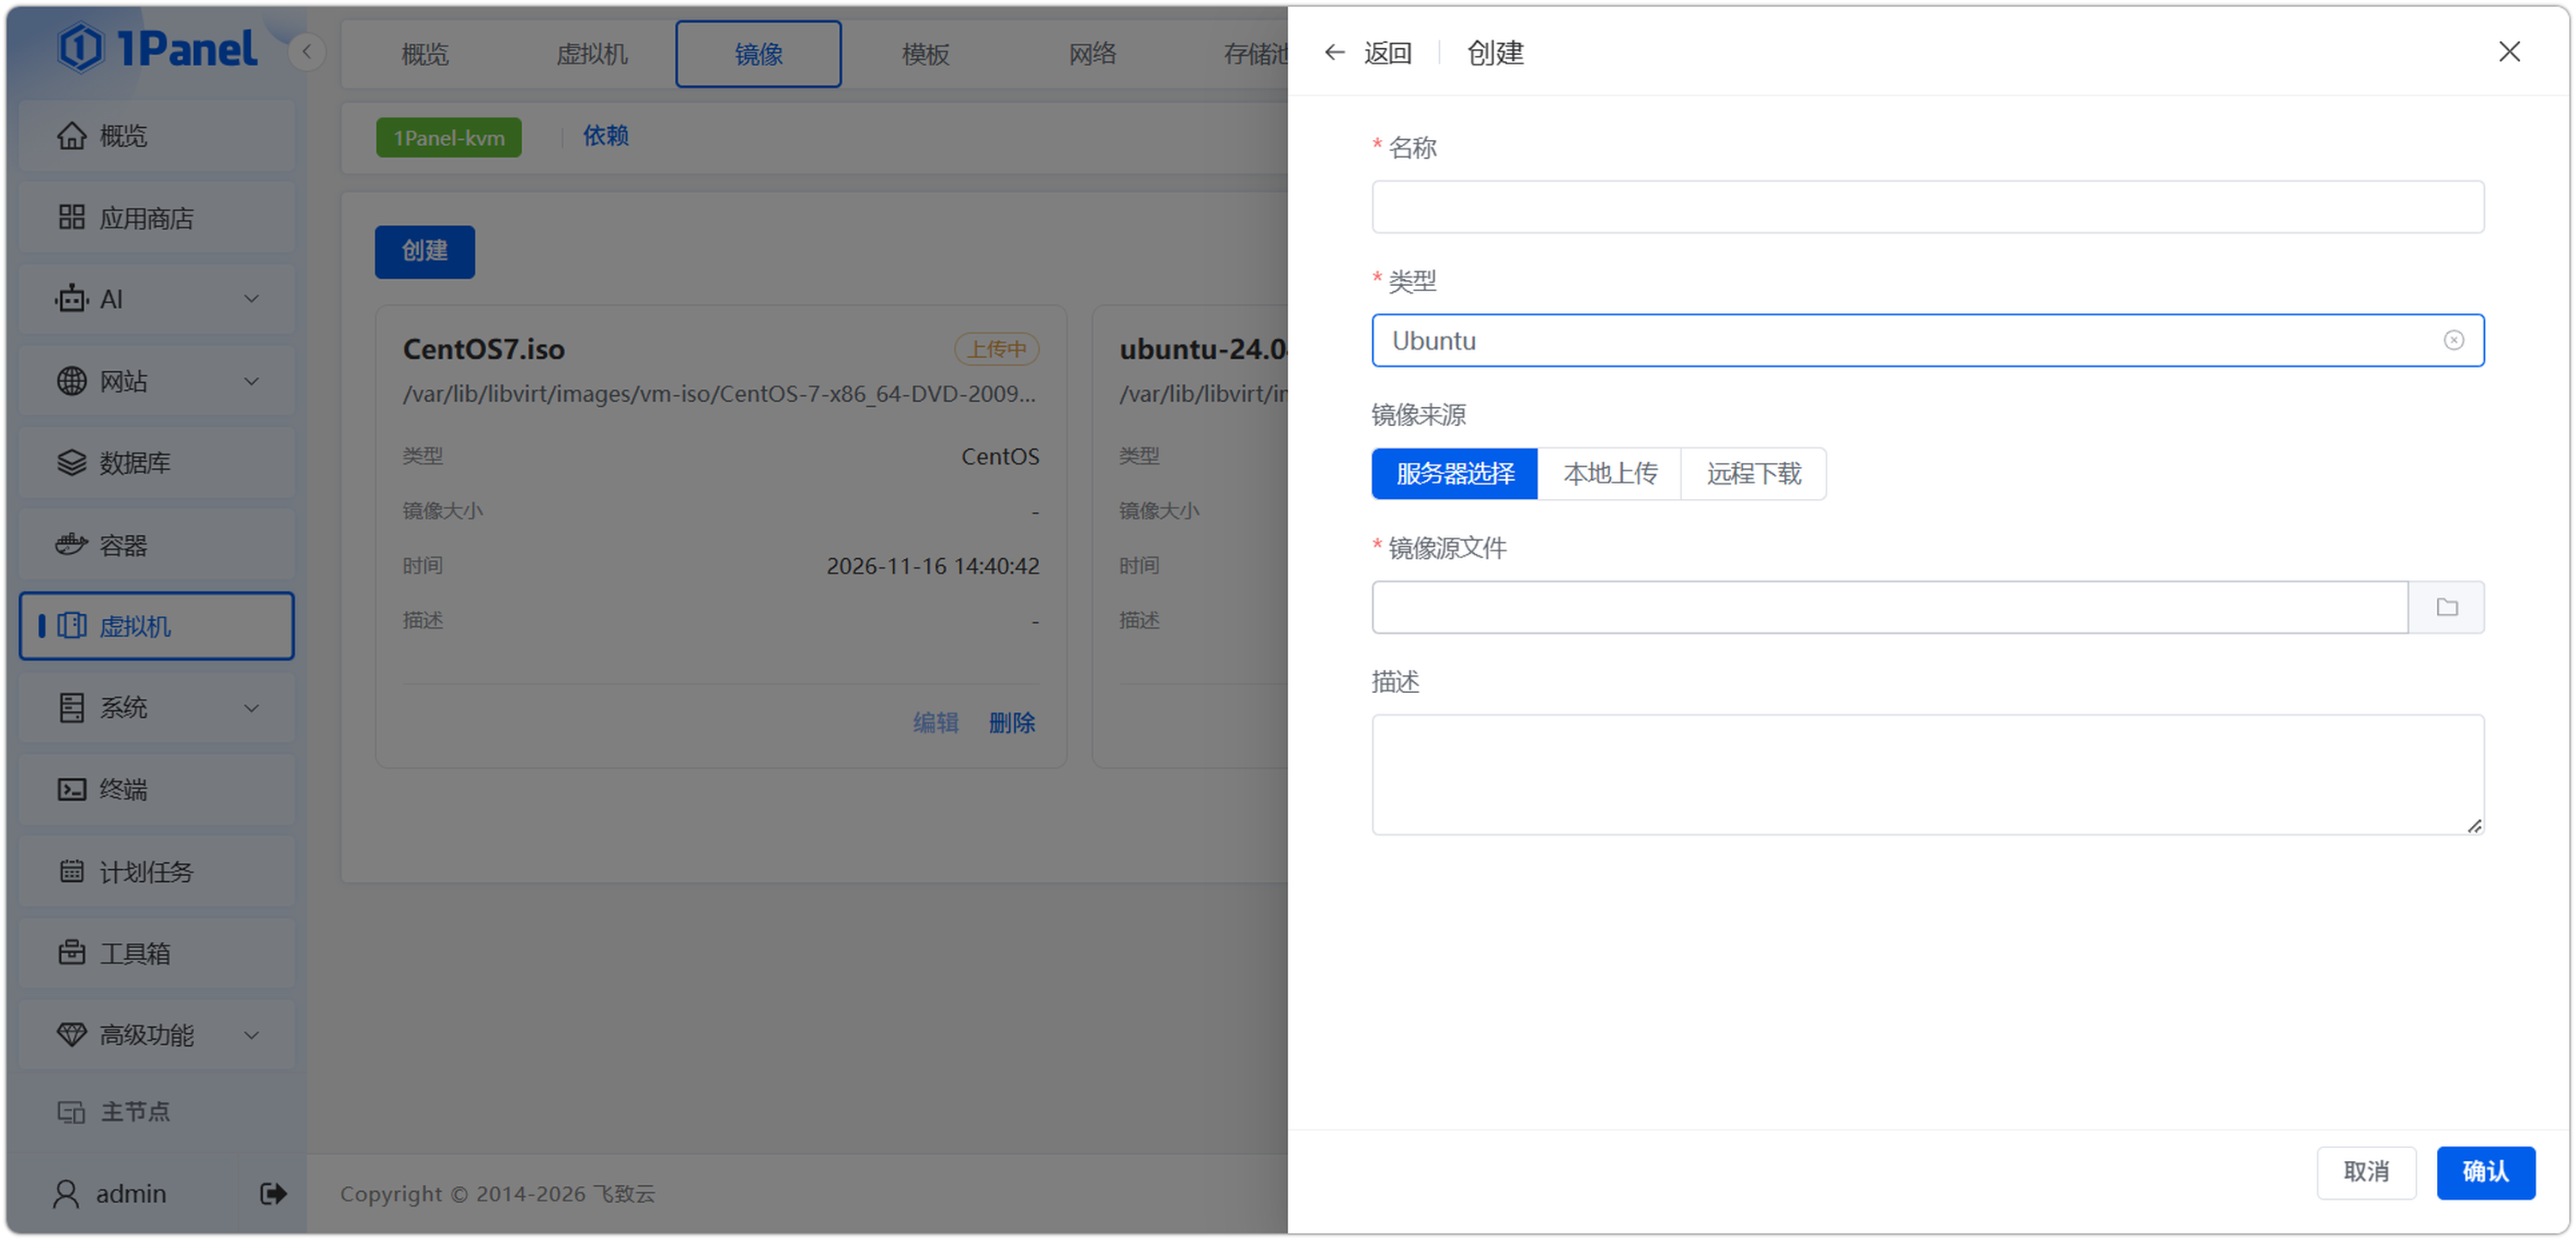 1Panel
概览
应用商店
AI
网站
数据库
容器
虚拟机
系统
终端
计划任务
工具箱
高级功能
主节点
admin
概览 虚拟机 镜像 模板 网络 存储池
1Panel-kvm 依赖
创建
CentOS7.iso 上传中
/var/lib/libvirt/images/vm-iso/CentOS-7-x86_64-DVD-2009...
类型 CentOS
镜像大小 -
时间 2026-11-16 14:40:42
描述 -
编辑 删除
ubuntu-24.0
/var/lib/libvirt/i
类型
镜像大小
时间
描述
Copyright © 2014-2026 飞致云
返回 创建
* 名称
* 类型
Ubuntu
镜像来源
服务器选择 本地上传 远程下载
* 镜像源文件
描述
取消 确认